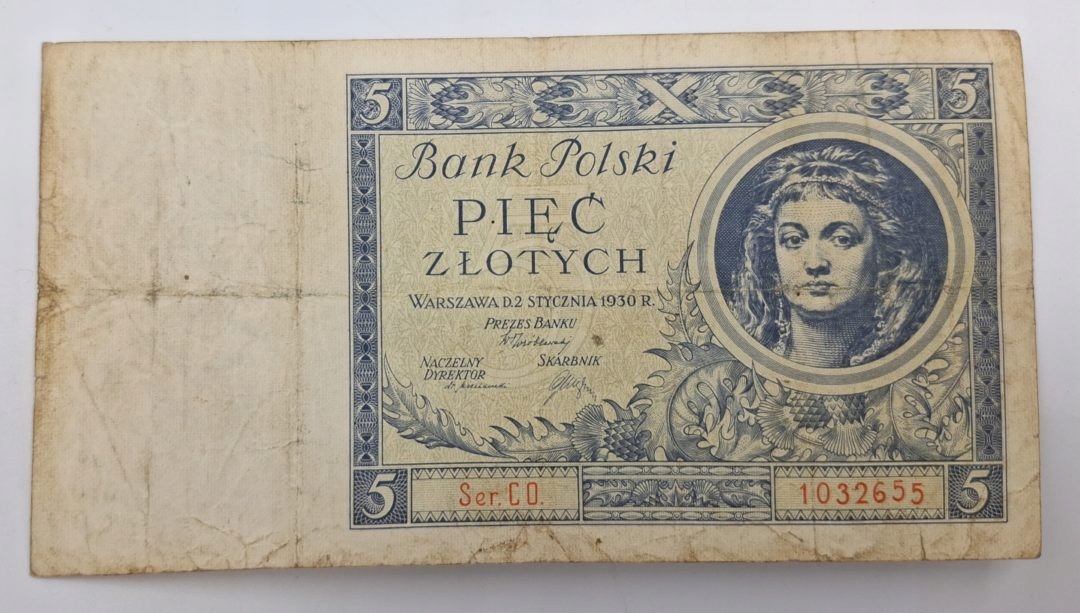 5 5
Bank Polski
PIĘĆ
ZŁOTYCH
WARSZAWA D.2 STYCZNIA 1930 R.
PREZES BANKU
NACZELNY SKARBNIK
DYREKTOR
5 Ser. C O. 1032655 5